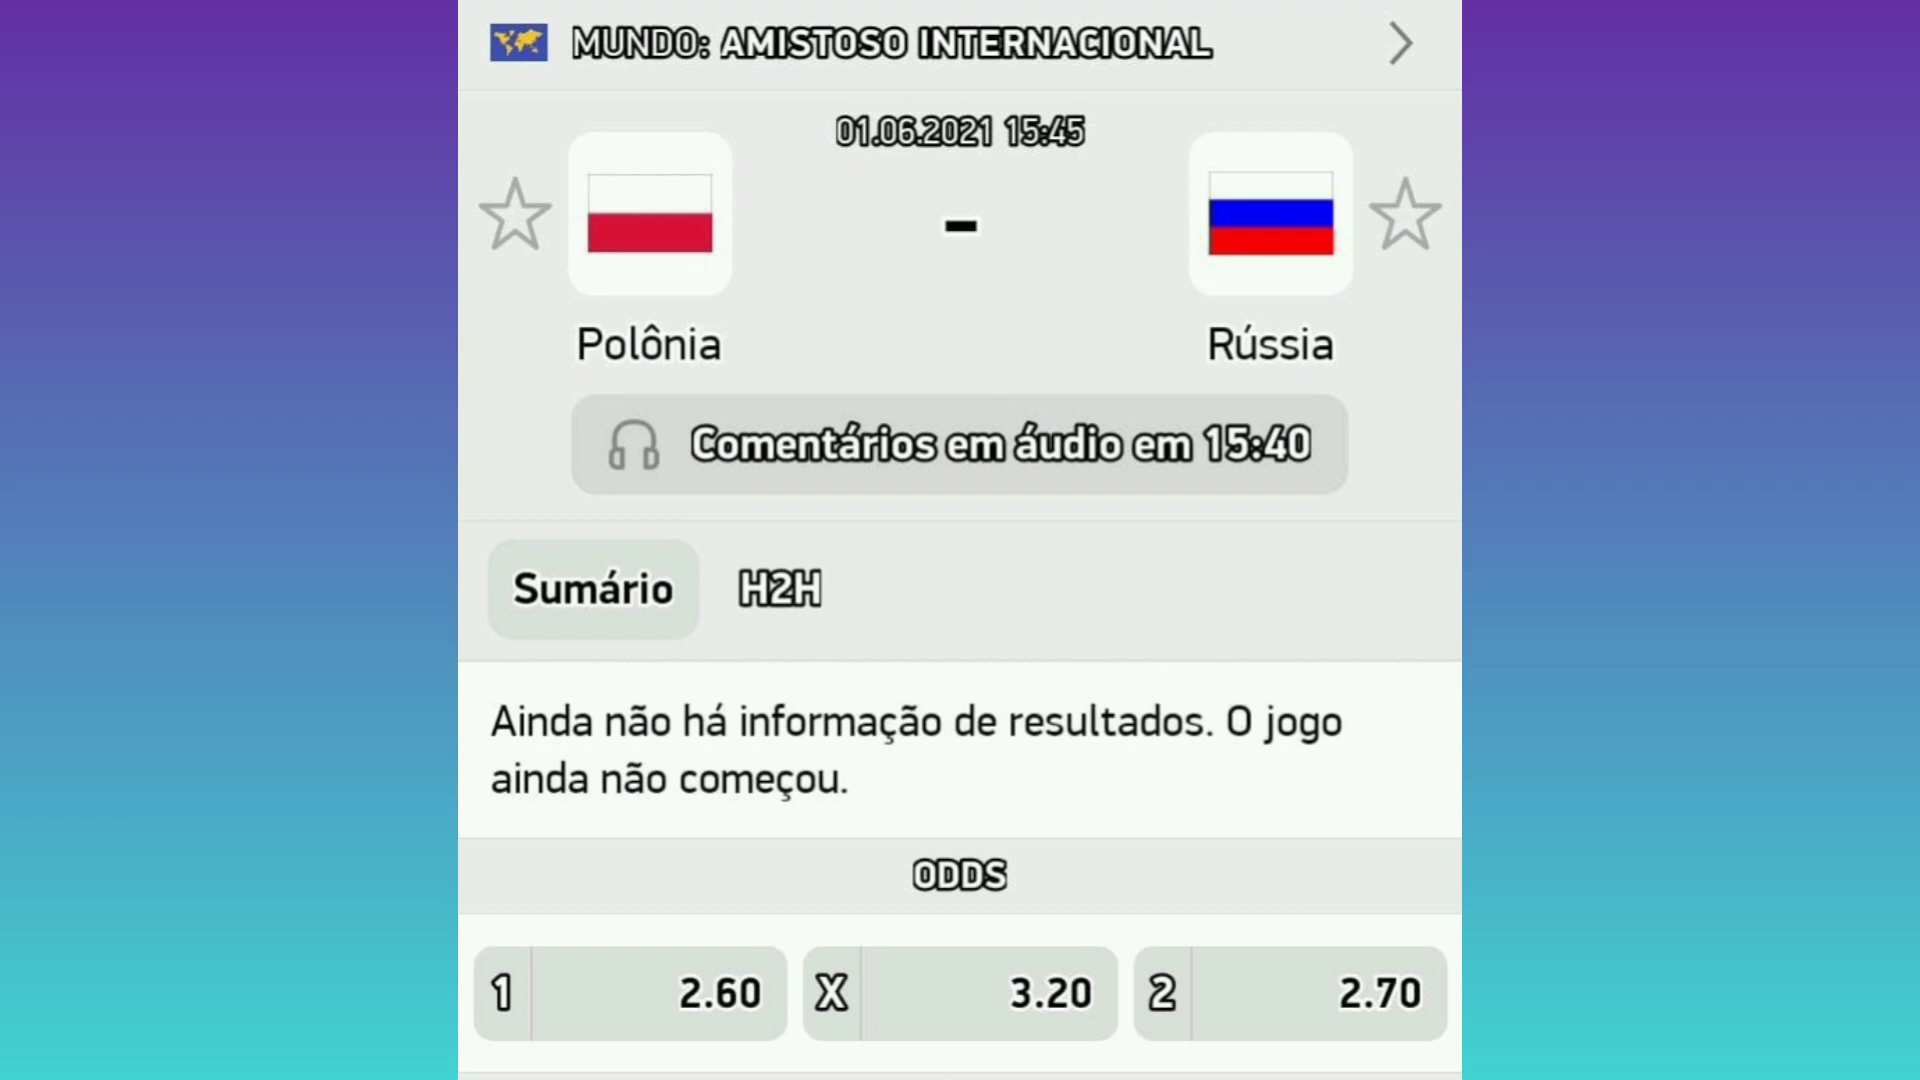 MUNDO: AMISTOSO INTERNACIONAL
01.06.2021 15:45
-
Polônia
Rússia
Comentários em áudio em 15:40
Sumário
H2H
Ainda não há informação de resultados. O jogo
ainda não começou.
ODDS
1 2.60 X 3.20 2 2.70